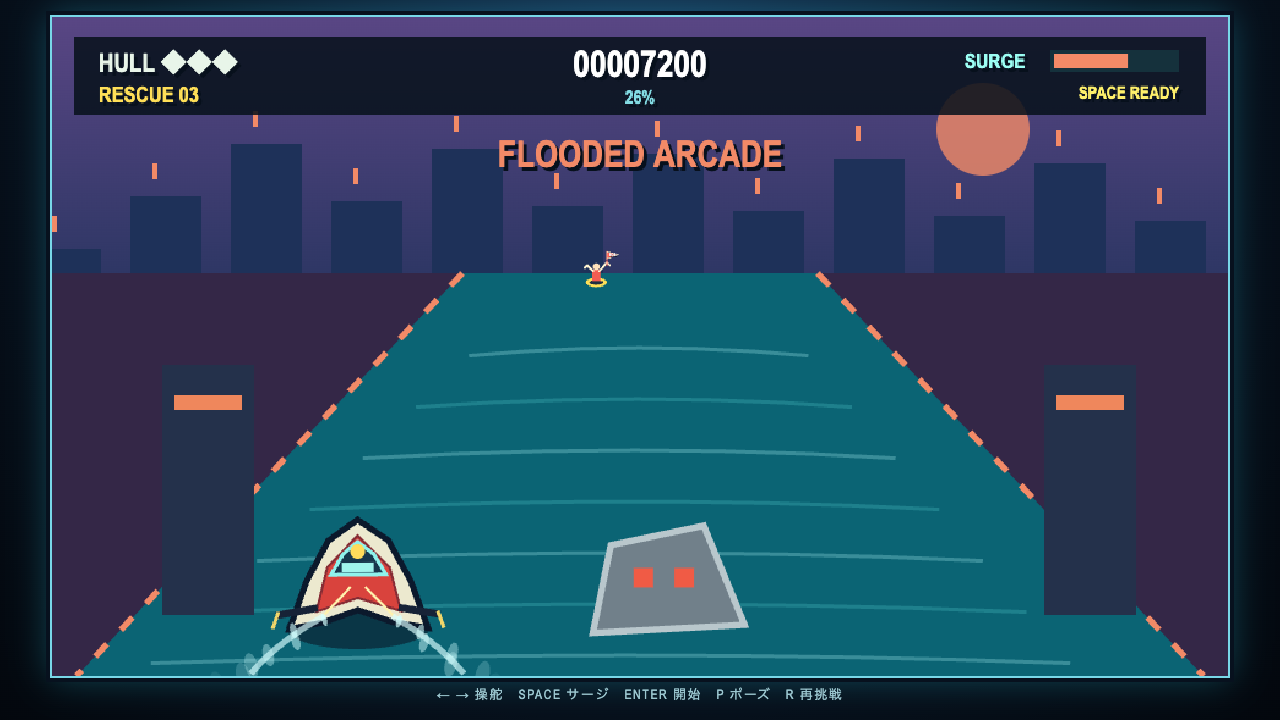 HULL
00007200
SURGE
RESCUE 03
26%
SPACE READY
FLOODED ARCADE
← → 操舵 SPACE サージ ENTER 開始 P ポーズ R 再挑戦